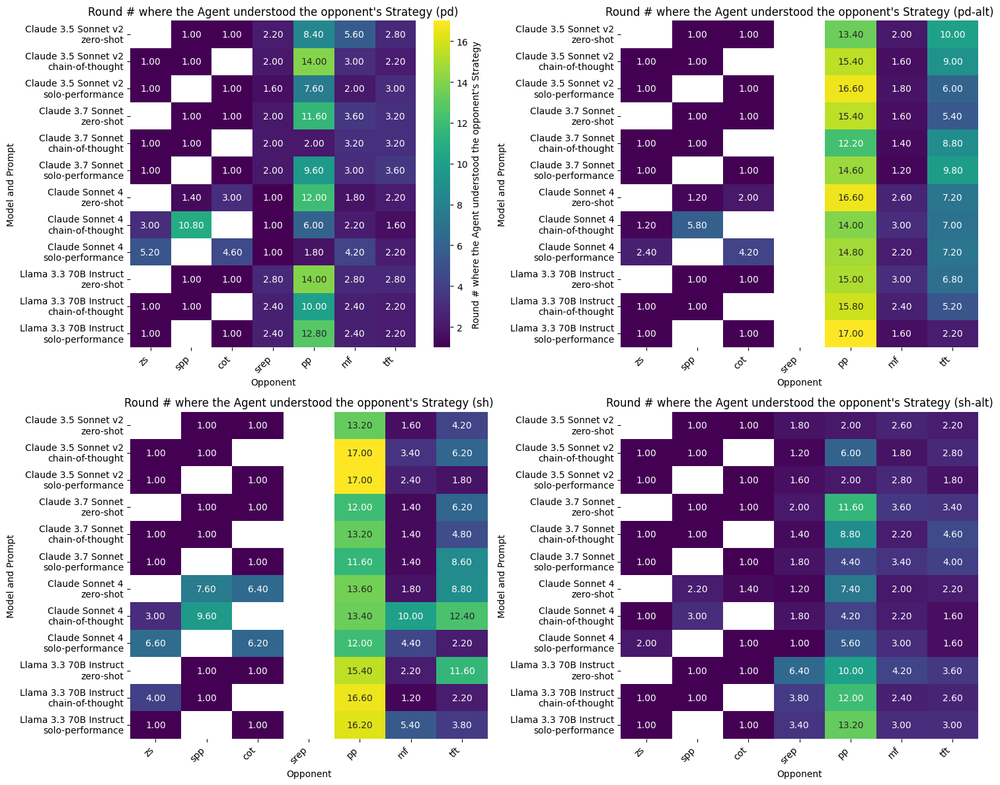 Round # where the Agent understood the opponent's Strategy (pd)
Model and Prompt
Claude 3.5 Sonnet v2
zero-shot
1.00 1.00 2.20 8.40 5.60 2.80
Claude 3.5 Sonnet v2
chain-of-thought
1.00 1.00 2.00 14.00 3.00 2.20
Claude 3.5 Sonnet v2
solo-performance
1.00 1.00 1.60 7.60 2.00 3.00
Claude 3.7 Sonnet
zero-shot
1.00 1.00 2.00 11.60 3.60 3.20
Claude 3.7 Sonnet
chain-of-thought
1.00 1.00 2.00 2.00 3.20 3.20
Claude 3.7 Sonnet
solo-performance
1.00 1.00 2.00 9.60 3.00 3.60
Claude Sonnet 4
zero-shot
1.40 3.00 1.00 12.00 1.80 2.20
Claude Sonnet 4
chain-of-thought
3.00 10.80 1.00 6.00 2.20 1.60
Claude Sonnet 4
solo-performance
5.20 4.60 1.00 1.80 4.20 2.20
Llama 3.3 70B Instruct
zero-shot
1.00 1.00 2.80 14.00 2.80 2.80
Llama 3.3 70B Instruct
chain-of-thought
1.00 1.00 2.40 10.00 2.40 2.20
Llama 3.3 70B Instruct
solo-performance
1.00 1.00 2.40 12.80 2.40 2.20
zs spp cot srep pp mf tft
Opponent
16
14
12
10
8
6
4
2
Round # where the Agent understood the opponent's Strategy
Round # where the Agent understood the opponent's Strategy (pd-alt)
Model and Prompt
Claude 3.5 Sonnet v2
zero-shot
1.00 1.00 13.40 2.00 10.00
Claude 3.5 Sonnet v2
chain-of-thought
1.00 1.00 15.40 1.60 9.00
Claude 3.5 Sonnet v2
solo-performance
1.00 1.00 16.60 1.80 6.00
Claude 3.7 Sonnet
zero-shot
1.00 1.00 15.40 1.60 5.40
Claude 3.7 Sonnet
chain-of-thought
1.00 1.00 12.20 1.40 8.80
Claude 3.7 Sonnet
solo-performance
1.00 1.00 14.60 1.20 9.80
Claude Sonnet 4
zero-shot
1.20 2.00 16.60 2.60 7.20
Claude Sonnet 4
chain-of-thought
1.20 5.80 14.00 3.00 7.00
Claude Sonnet 4
solo-performance
2.40 4.20 14.80 2.20 7.20
Llama 3.3 70B Instruct
zero-shot
1.00 1.00 15.00 3.00 6.80
Llama 3.3 70B Instruct
chain-of-thought
1.00 1.00 15.80 2.40 5.20
Llama 3.3 70B Instruct
solo-performance
1.00 1.00 17.00 1.60 2.20
zs spp cot srep pp mf tft
Opponent
Round # where the Agent understood the opponent's Strategy (sh)
Model and Prompt
Claude 3.5 Sonnet v2
zero-shot
1.00 1.00 13.20 1.60 4.20
Claude 3.5 Sonnet v2
chain-of-thought
1.00 1.00 17.00 3.40 6.20
Claude 3.5 Sonnet v2
solo-performance
1.00 1.00 17.00 2.40 1.80
Claude 3.7 Sonnet
zero-shot
1.00 1.00 12.00 1.40 6.20
Claude 3.7 Sonnet
chain-of-thought
1.00 1.00 13.20 1.40 4.80
Claude 3.7 Sonnet
solo-performance
1.00 1.00 11.60 1.40 8.60
Claude Sonnet 4
zero-shot
7.60 6.40 13.60 1.80 8.80
Claude Sonnet 4
chain-of-thought
3.00 9.60 13.40 10.00 12.40
Claude Sonnet 4
solo-performance
6.60 6.20 12.00 4.40 2.20
Llama 3.3 70B Instruct
zero-shot
1.00 1.00 15.40 2.20 11.60
Llama 3.3 70B Instruct
chain-of-thought
4.00 1.00 16.60 1.20 2.20
Llama 3.3 70B Instruct
solo-performance
1.00 1.00 16.20 5.40 3.80
zs spp cot srep pp mf tft
Opponent
Round # where the Agent understood the opponent's Strategy (sh-alt)
Model and Prompt
Claude 3.5 Sonnet v2
zero-shot
1.00 1.00 1.80 2.00 2.60 2.20
Claude 3.5 Sonnet v2
chain-of-thought
1.00 1.00 1.20 6.00 1.80 2.80
Claude 3.5 Sonnet v2
solo-performance
1.00 1.00 1.60 2.00 2.80 1.80
Claude 3.7 Sonnet
zero-shot
1.00 1.00 2.00 11.60 3.60 3.40
Claude 3.7 Sonnet
chain-of-thought
1.00 1.00 1.40 8.80 2.20 4.60
Claude 3.7 Sonnet
solo-performance
1.00 1.00 1.80 4.40 3.40 4.00
Claude Sonnet 4
zero-shot
2.20 1.40 1.20 7.40 2.00 2.20
Claude Sonnet 4
chain-of-thought
1.00 3.00 1.80 4.20 2.20 1.60
Claude Sonnet 4
solo-performance
2.00 1.00 1.00 5.60 3.00 1.60
Llama 3.3 70B Instruct
zero-shot
1.00 1.00 6.40 10.00 4.20 3.60
Llama 3.3 70B Instruct
chain-of-thought
1.00 1.00 3.80 12.00 2.40 2.60
Llama 3.3 70B Instruct
solo-performance
1.00 1.00 3.40 13.20 3.00 3.00
zs spp cot srep pp mf tft
Opponent